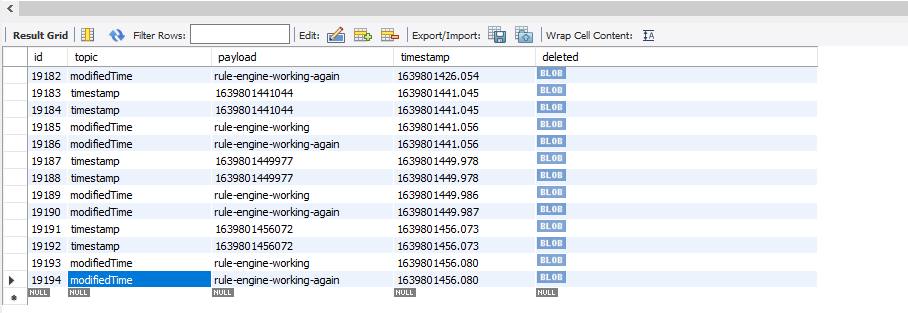 Result Grid Filter Rows: Edit: Export/Import: Wrap Cell Content: IA
id topic payload timestamp deleted
19182 modifiedTime rule-engine-working-again 1639801426.054 BLOB
19183 timestamp 1639801441044 1639801441.045 BLOB
19184 timestamp 1639801441044 1639801441.045 BLOB
19185 modifiedTime rule-engine-working 1639801441.056 BLOB
19186 modifiedTime rule-engine-working-again 1639801441.056 BLOB
19187 timestamp 1639801449977 1639801449.978 BLOB
19188 timestamp 1639801449977 1639801449.978 BLOB
19189 modifiedTime rule-engine-working 1639801449.986 BLOB
19190 modifiedTime rule-engine-working-again 1639801449.987 BLOB
19191 timestamp 1639801456072 1639801456.073 BLOB
19192 timestamp 1639801456072 1639801456.073 BLOB
19193 modifiedTime rule-engine-working 1639801456.080 BLOB
19194 modifiedTime rule-engine-working-again 1639801456.080 BLOB
NULL NULL NULL NULL NULL